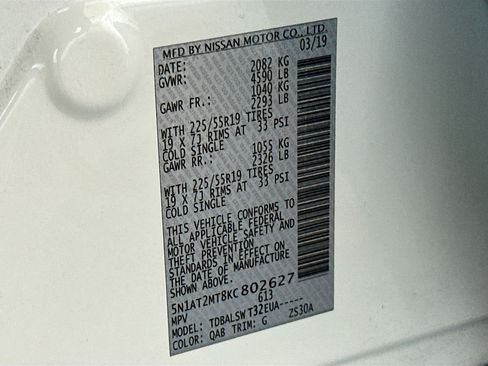 MFD BY NISSAN MOTOR CO., LTD.
DATE: 03/19
GVWR: 2082 KG
4590 LB
GAWR FR.: 1040 KG
2293 LB
WITH 225/55R19 TIRES
19 X 7J RIMS AT 33 PSI
COLD SINGLE
GAWR RR.: 1055 KG
2326 LB
WITH 225/55R19 TIRES
19 X 7J RIMS AT 33 PSI
COLD SINGLE
THIS VEHICLE CONFORMS TO
ALL APPLICABLE FEDERAL
MOTOR VEHICLE SAFETY AND
THEFT PREVENTION
STANDARDS IN EFFECT ON
THE DATE OF MANUFACTURE
SHOWN ABOVE.
5N1AT2MT8KC802627
MPV 613
MODEL: TDBALSWT32EUA-----
COLOR: QAB TRIM: G ZS30A